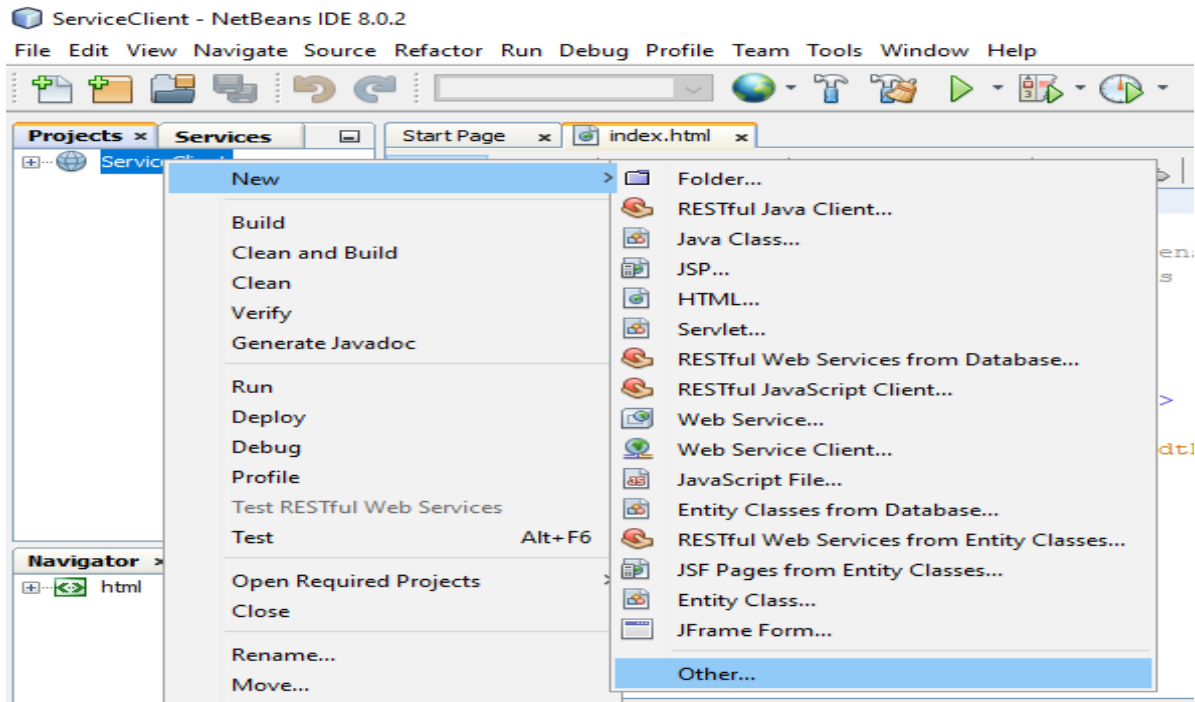 ServiceClient - NetBeans IDE 8.0.2
File Edit View Navigate Source Refactor Run Debug Profile Team Tools Window Help
Projects Services Start Page index.html
New
Build
Clean and Build
Clean
Verify
Generate Javadoc
Run
Deploy
Debug
Profile
Test RESTful Web Services
Test Alt+F6
Open Required Projects
Close
Rename...
Move...
Folder...
RESTful Java Client...
Java Class...
JSP...
HTML...
Servlet...
RESTful Web Services from Database...
RESTful JavaScript Client...
Web Service...
Web Service Client...
JavaScript File...
Entity Classes from Database...
RESTful Web Services from Entity Classes...
JSF Pages from Entity Classes...
Entity Class...
JFrame Form...
Other...
Navigator
html